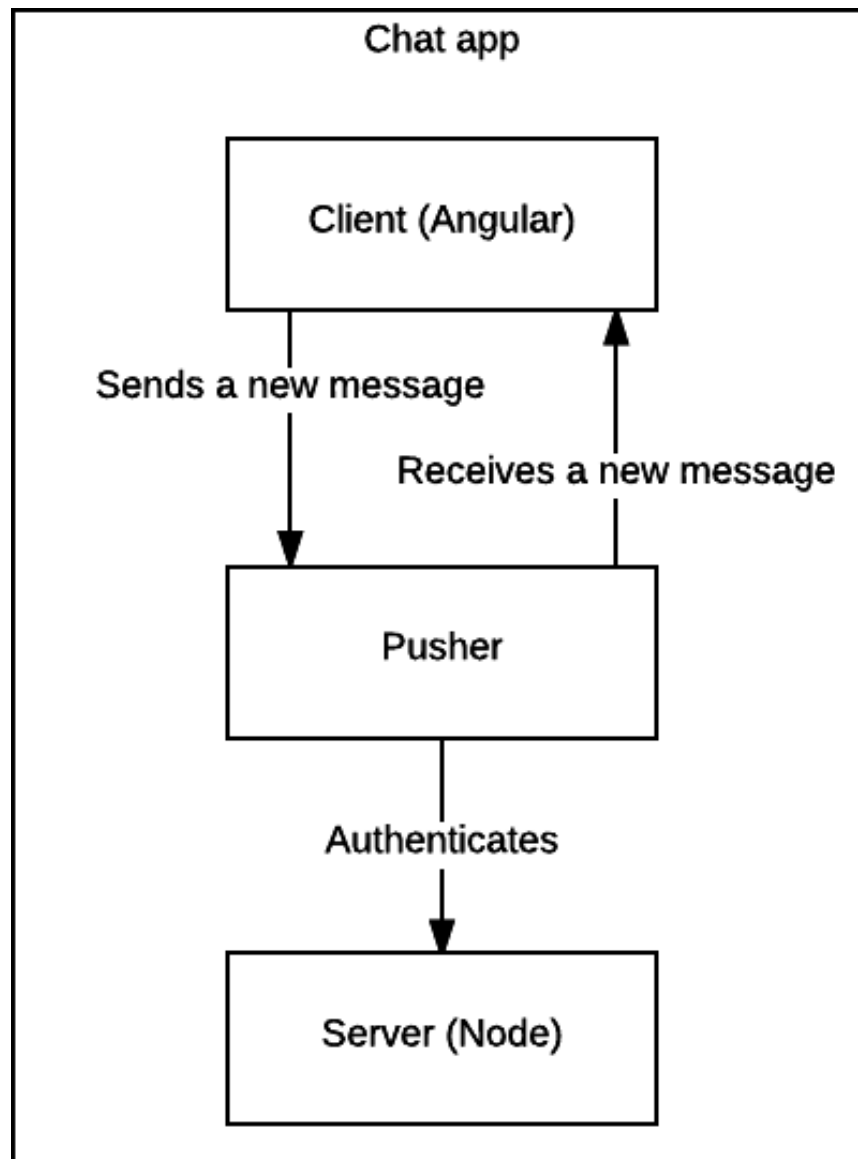 Chat app
Client (Angular)
Sends a new message
Receives a new message
Pusher
Authenticates
Server (Node)